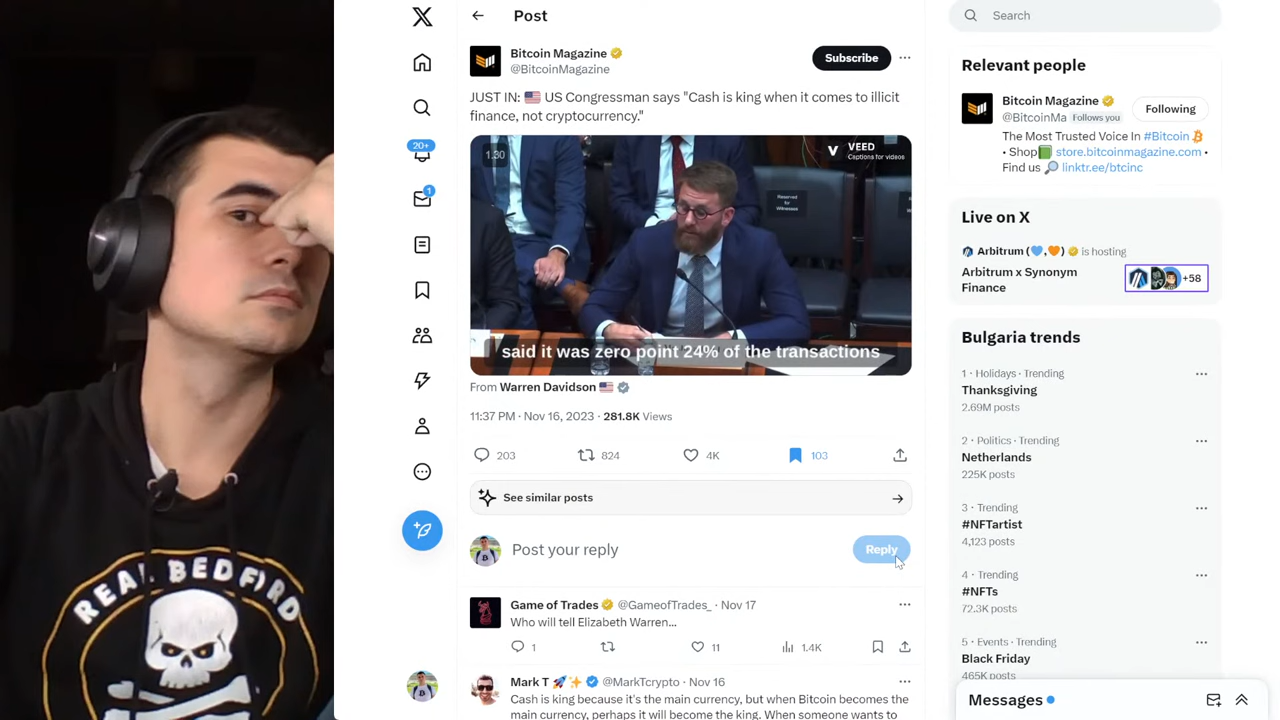 REAL BEDFORD
X
20+
1
Post
Bitcoin Magazine
@BitcoinMagazine
Subscribe
JUST IN: 🇺🇸 US Congressman says "Cash is king when it comes to illicit
finance, not cryptocurrency."
1.30
VEED
Captions for videos
Reserved
for
Witnesses
said it was zero point 24% of the transactions
From Warren Davidson 🇺🇸
11:37 PM · Nov 16, 2023 · 281.8K Views
203 824 4K 103
See similar posts
Post your reply
Reply
Game of Trades @GameofTrades_ · Nov 17
Who will tell Elizabeth Warren...
1 11 1.4K
Mark T 🚀✨ @MarkTcrypto · Nov 16
Cash is king because it's the main currency, but when Bitcoin becomes the
main currency, perhaps it will become the king. When someone wants to
Search
Relevant people
Bitcoin Magazine
@BitcoinMa Follows you
Following
The Most Trusted Voice In #Bitcoin
• Shop📗 store.bitcoinmagazine.com •
Find us 🔎 linktr.ee/btcinc
Live on X
Arbitrum (💙,🧡) is hosting
Arbitrum x Synonym
Finance
+58
Bulgaria trends
1 · Holidays · Trending
Thanksgiving
2.69M posts
2 · Politics · Trending
Netherlands
225K posts
3 · Trending
#NFTartist
4,123 posts
4 · Trending
#NFTs
72.3K posts
5 · Events · Trending
Black Friday
465K posts
Messages